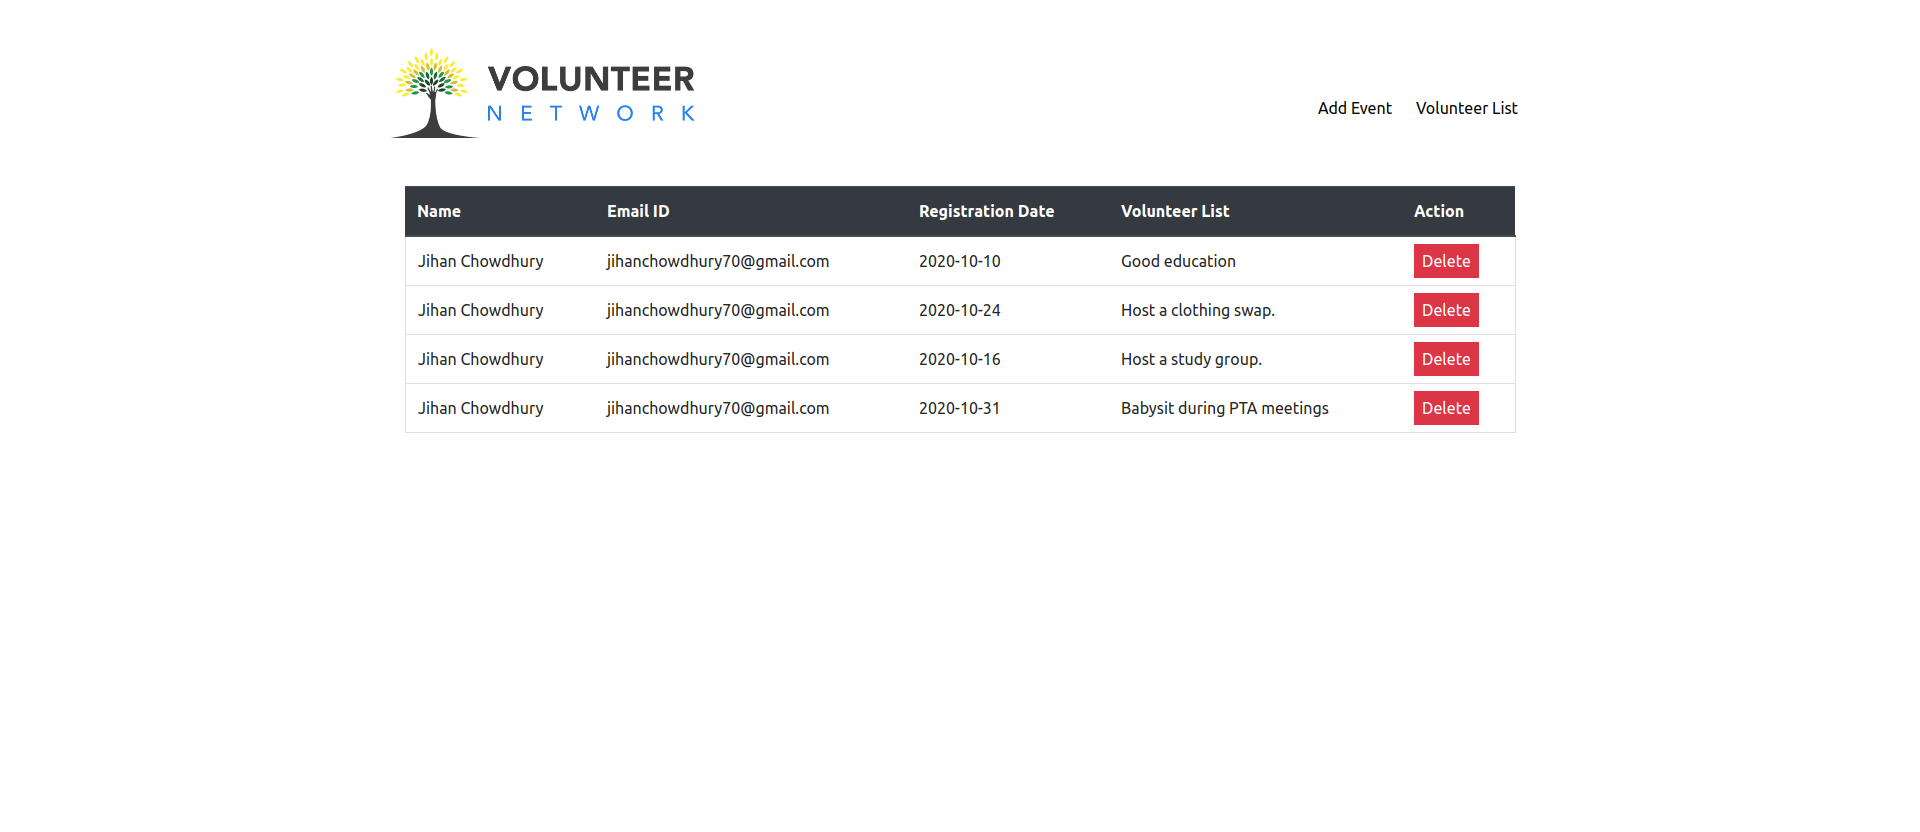 VOLUNTEER
NETWORK
Add Event Volunteer List
Name Email ID Registration Date Volunteer List Action
Jihan Chowdhury jihanchowdhury70@gmail.com 2020-10-10 Good education Delete
Jihan Chowdhury jihanchowdhury70@gmail.com 2020-10-24 Host a clothing swap. Delete
Jihan Chowdhury jihanchowdhury70@gmail.com 2020-10-16 Host a study group. Delete
Jihan Chowdhury jihanchowdhury70@gmail.com 2020-10-31 Babysit during PTA meetings Delete